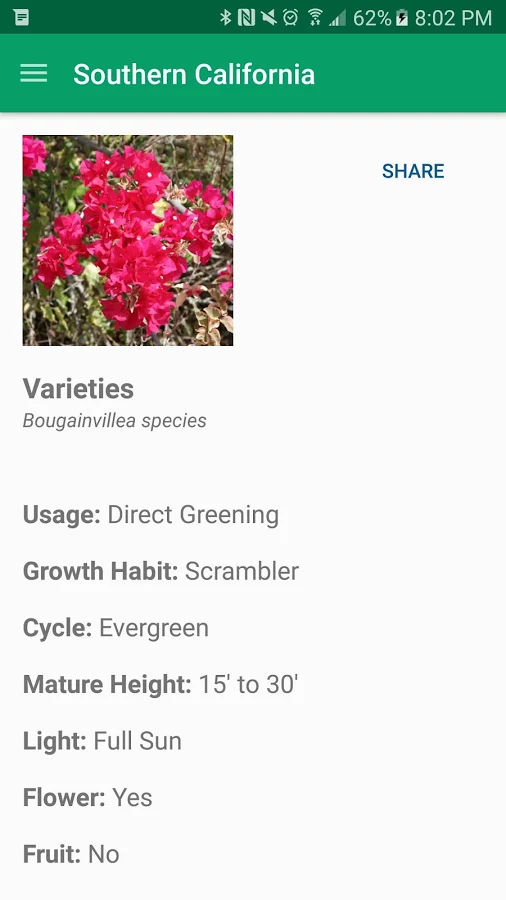 62% 8:02 PM
Southern California
SHARE
Varieties
Bougainvillea species
Usage: Direct Greening
Growth Habit: Scrambler
Cycle: Evergreen
Mature Height: 15' to 30'
Light: Full Sun
Flower: Yes
Fruit: No